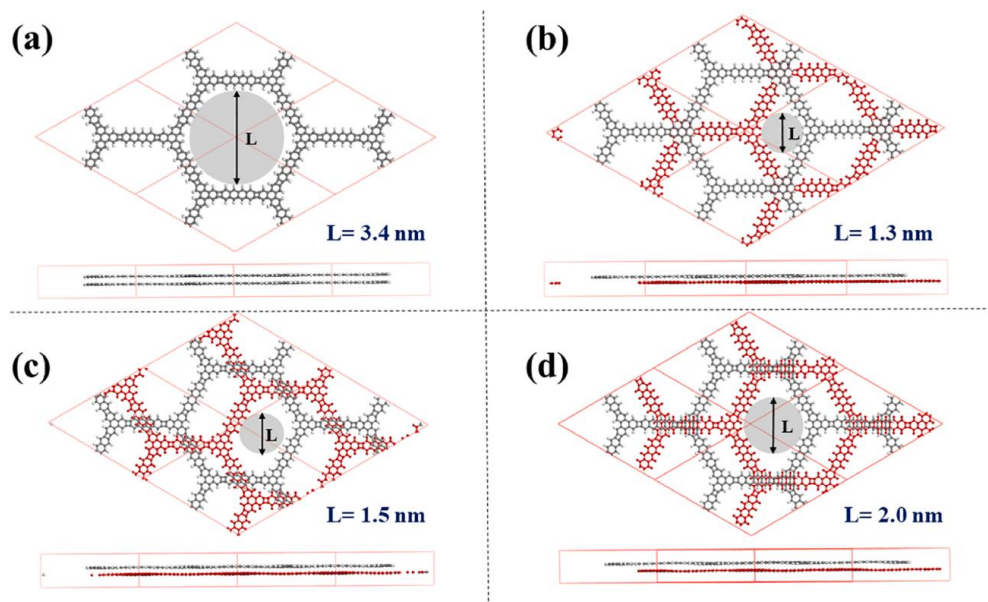 (a)
L
L= 3.4 nm
(b)
L
L= 1.3 nm
(c)
L
L= 1.5 nm
(d)
L
L= 2.0 nm